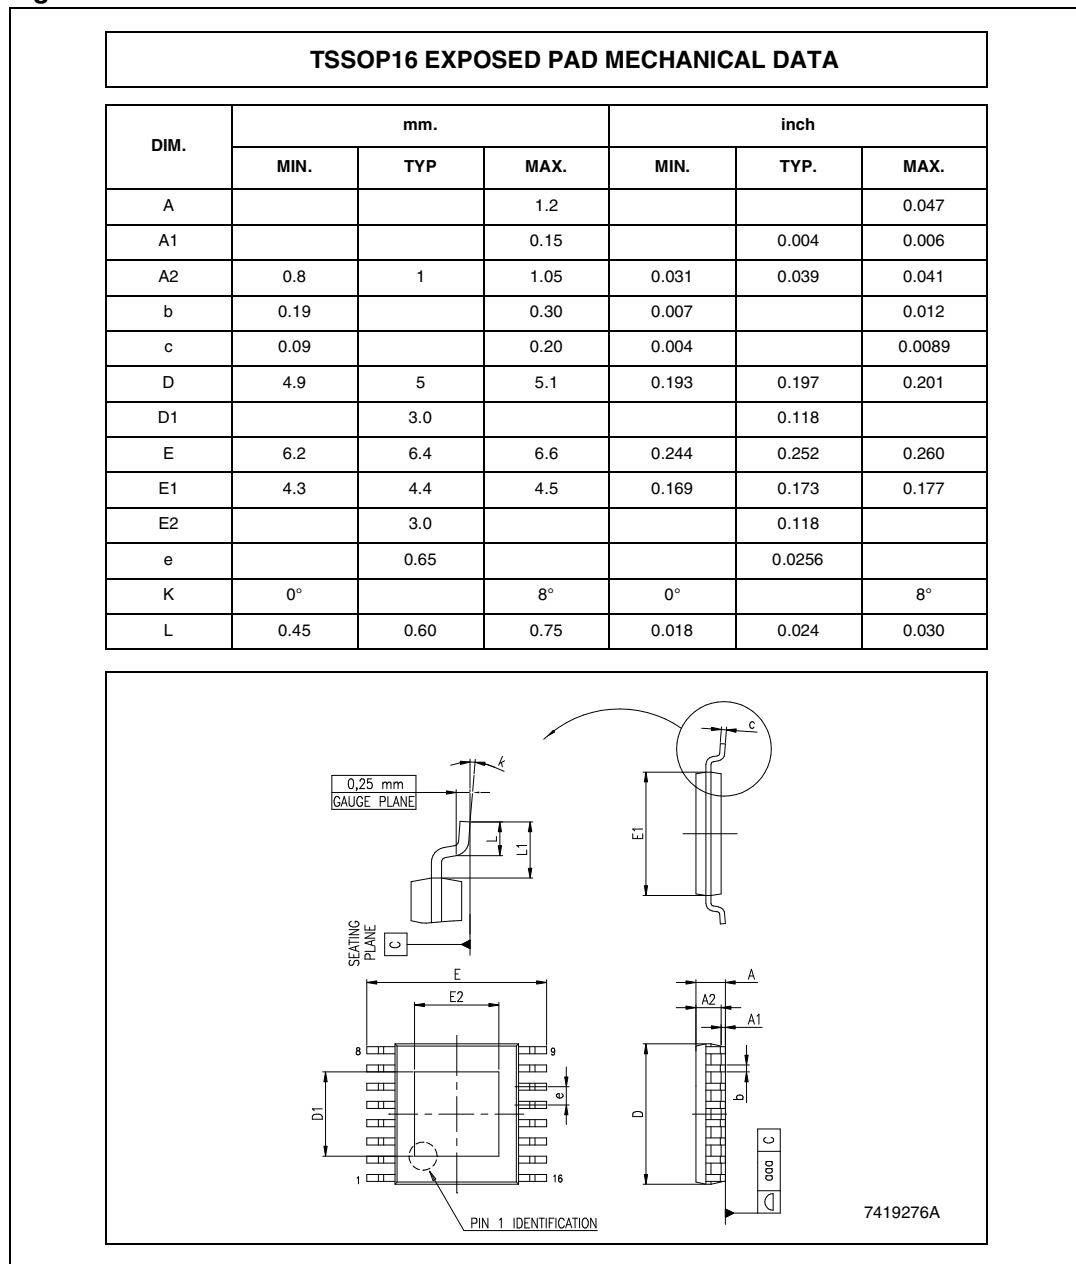 TSSOP16 EXPOSED PAD MECHANICAL DATA
DIM. mm. inch
MIN. TYP MAX. MIN. TYP. MAX.
A 1.2 0.047
A1 0.15 0.004 0.006
A2 0.8 1 1.05 0.031 0.039 0.041
b 0.19 0.30 0.007 0.012
c 0.09 0.20 0.004 0.0089
D 4.9 5 5.1 0.193 0.197 0.201
D1 3.0 0.118
E 6.2 6.4 6.6 0.244 0.252 0.260
E1 4.3 4.4 4.5 0.169 0.173 0.177
E2 3.0 0.118
e 0.65 0.0256
K 0° 8° 0° 8°
L 0.45 0.60 0.75 0.018 0.024 0.030
c
k
0,25 mm
GAUGE PLANE
L
L1
E1
SEATING
PLANE
C
E
E2
A
A2
A1
8
9
e
b
D1
D
1
16
C
aaa
PIN 1 IDENTIFICATION
7419276A